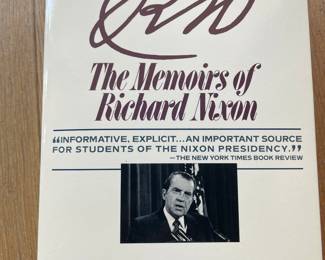 RN
The Memoirs of
Richard Nixon
“INFORMATIVE, EXPLICIT...AN IMPORTANT SOURCE
FOR STUDENTS OF THE NIXON PRESIDENCY.”
—THE NEW YORK TIMES BOOK REVIEW